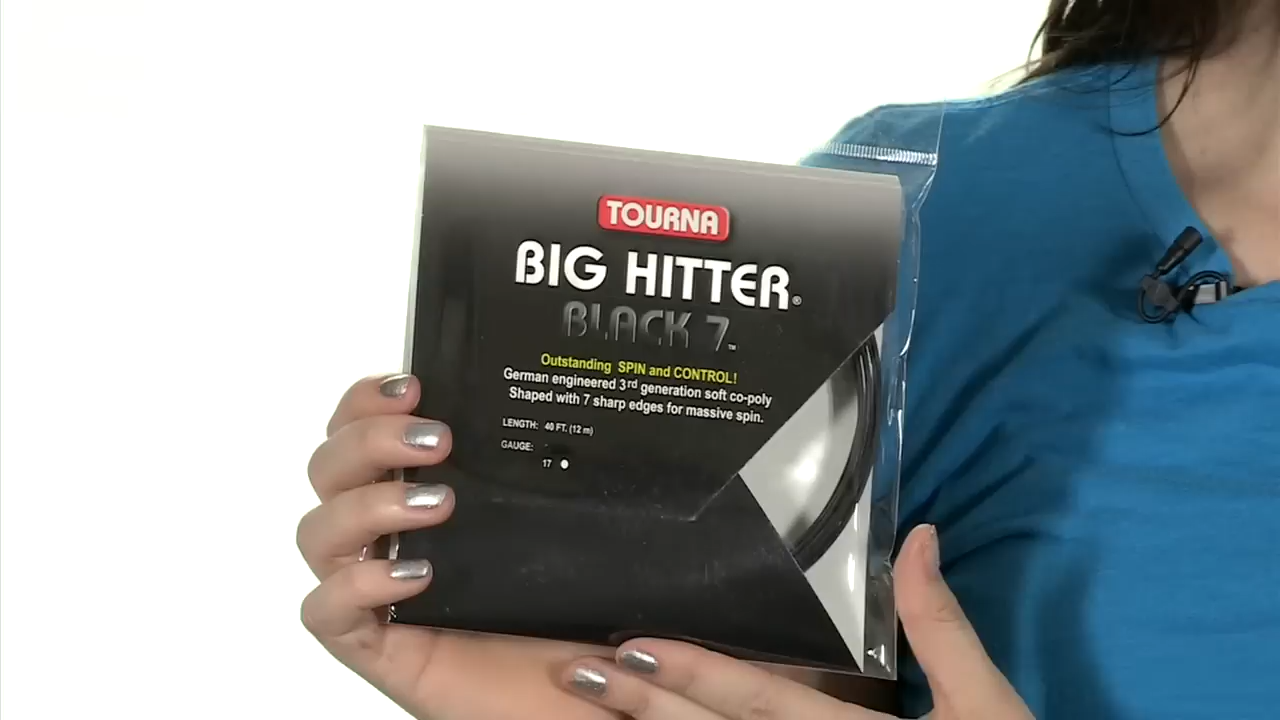 TOURNA
BIG HITTER®
BLACK 7™
Outstanding SPIN and CONTROL!
German engineered 3rd generation soft co-poly
Shaped with 7 sharp edges for massive spin.
LENGTH: 40 FT. (12 m)
GAUGE:
17